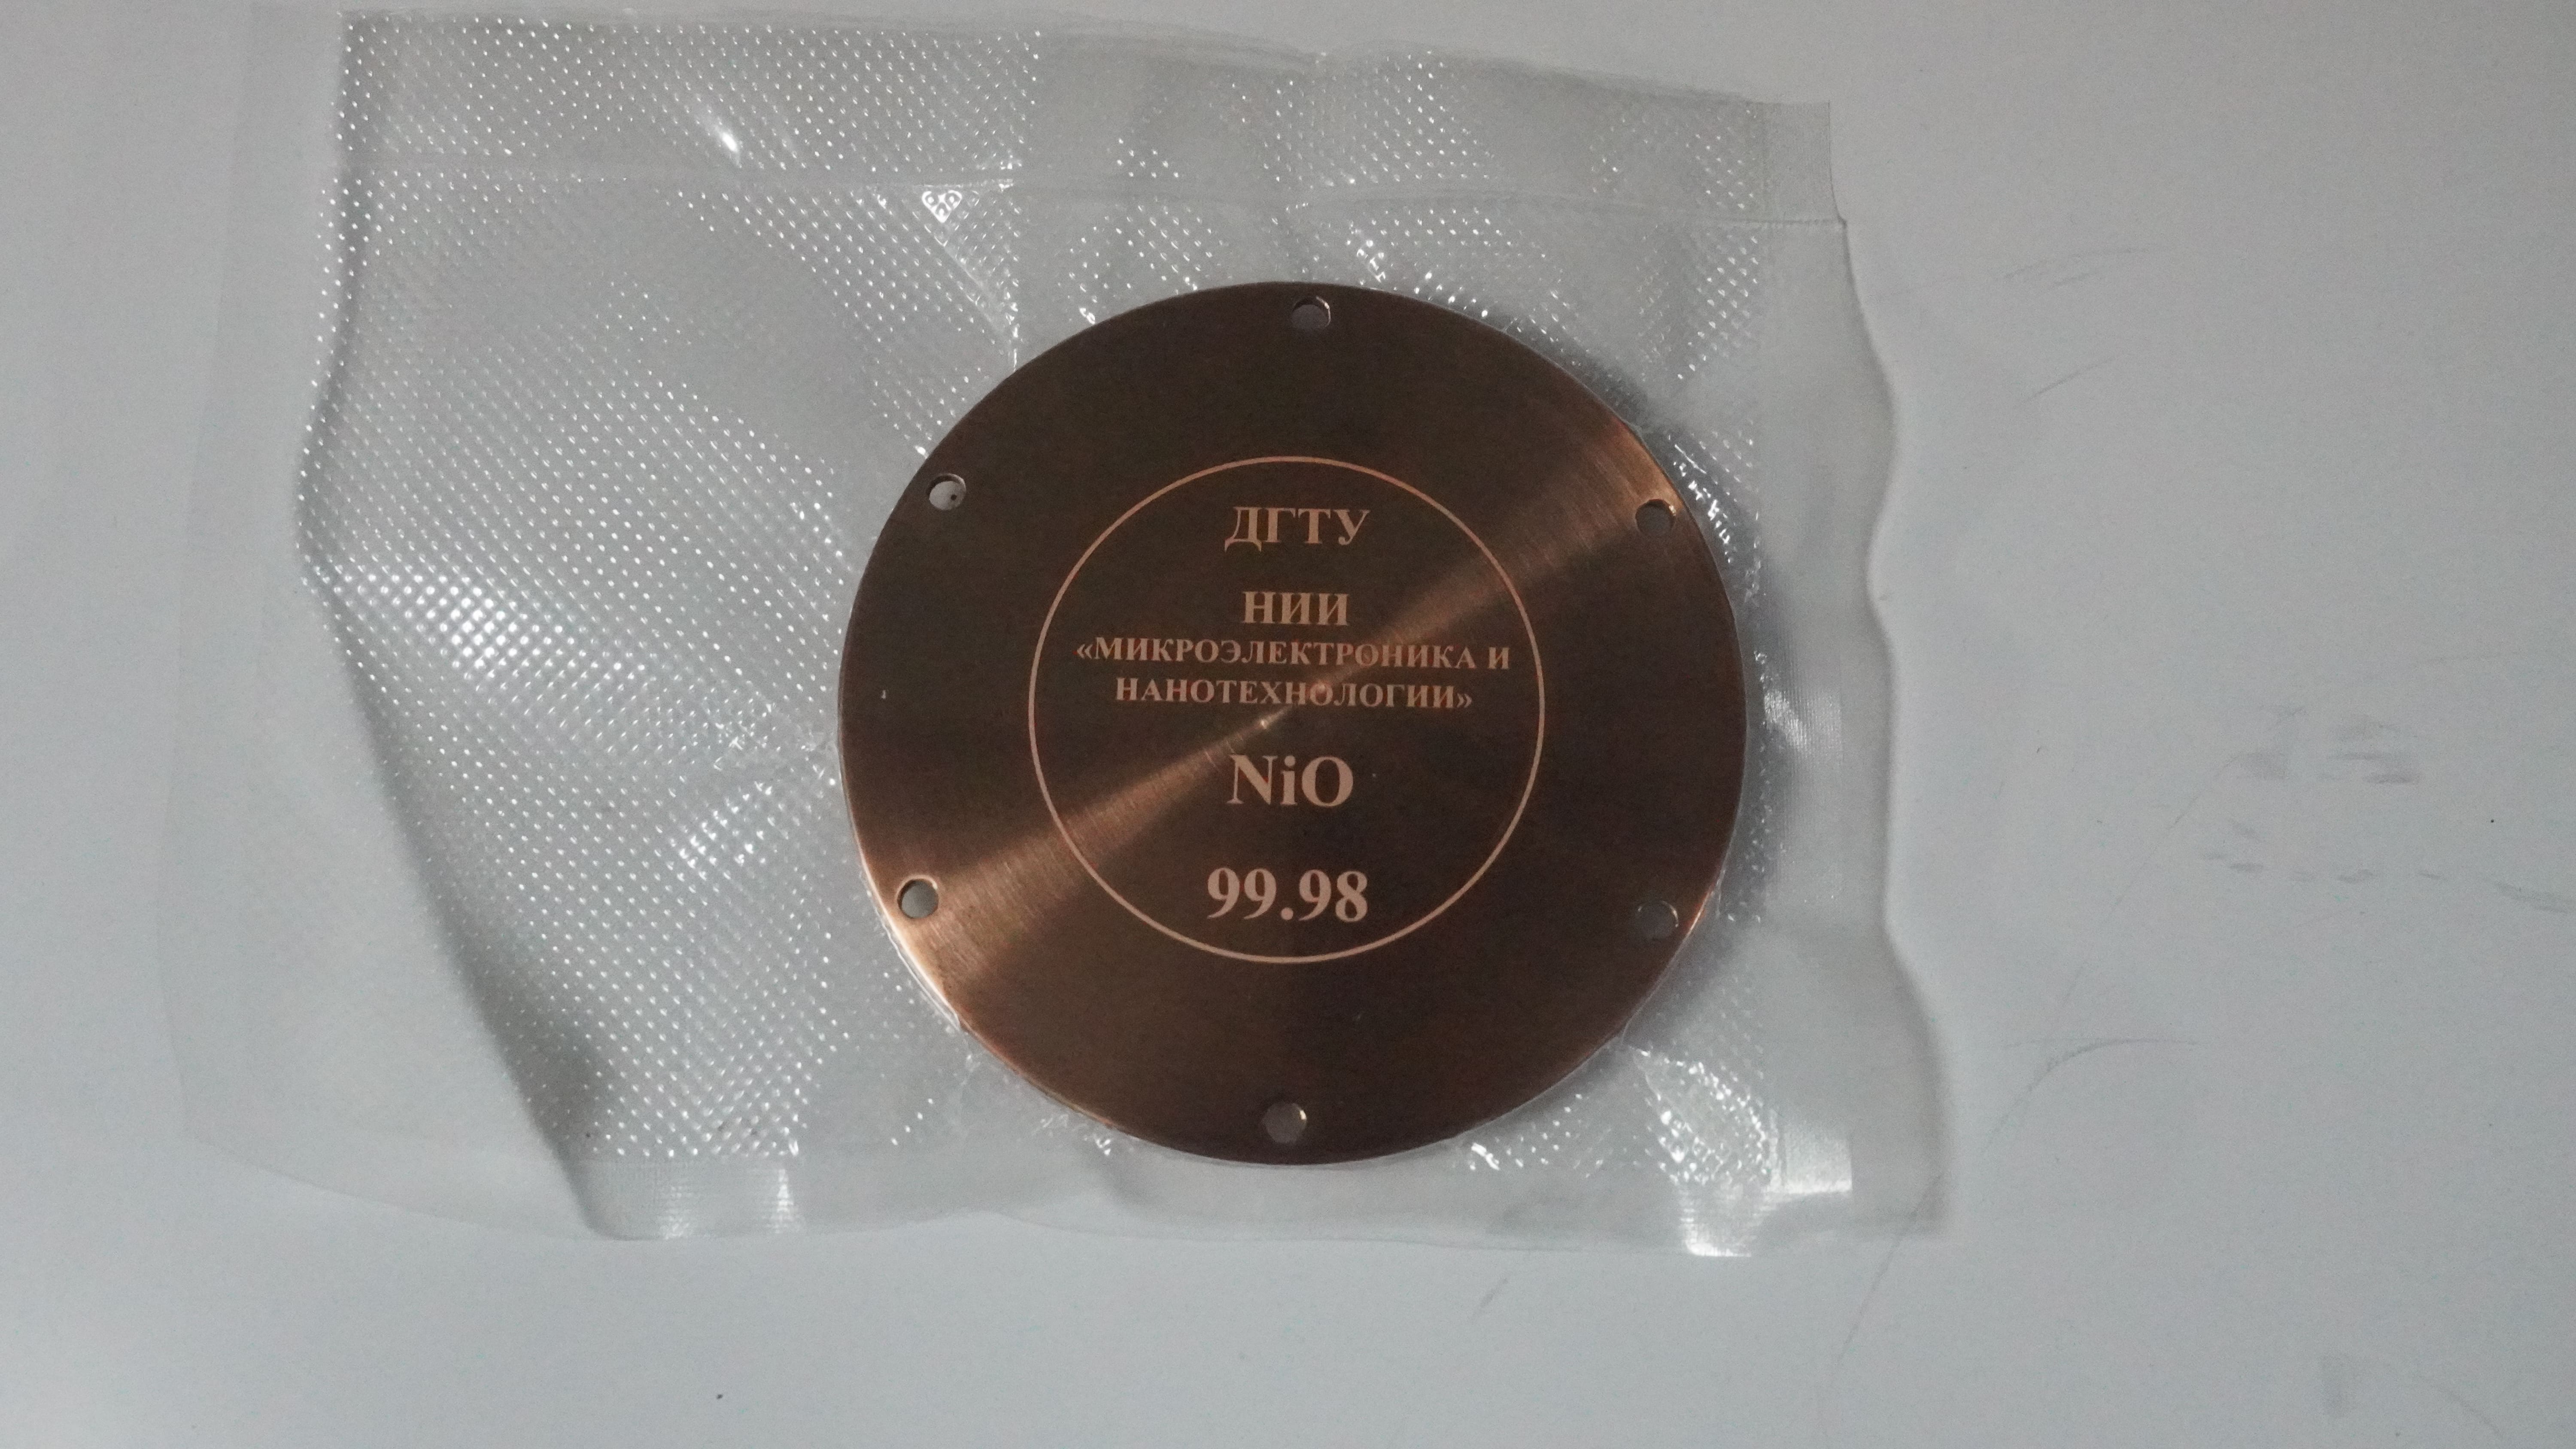 ДГТУ
НИИ
«МИКРОЭЛЕКТРОНИКА И
НАНОТЕХНОЛОГИИ»
NiO
99.98